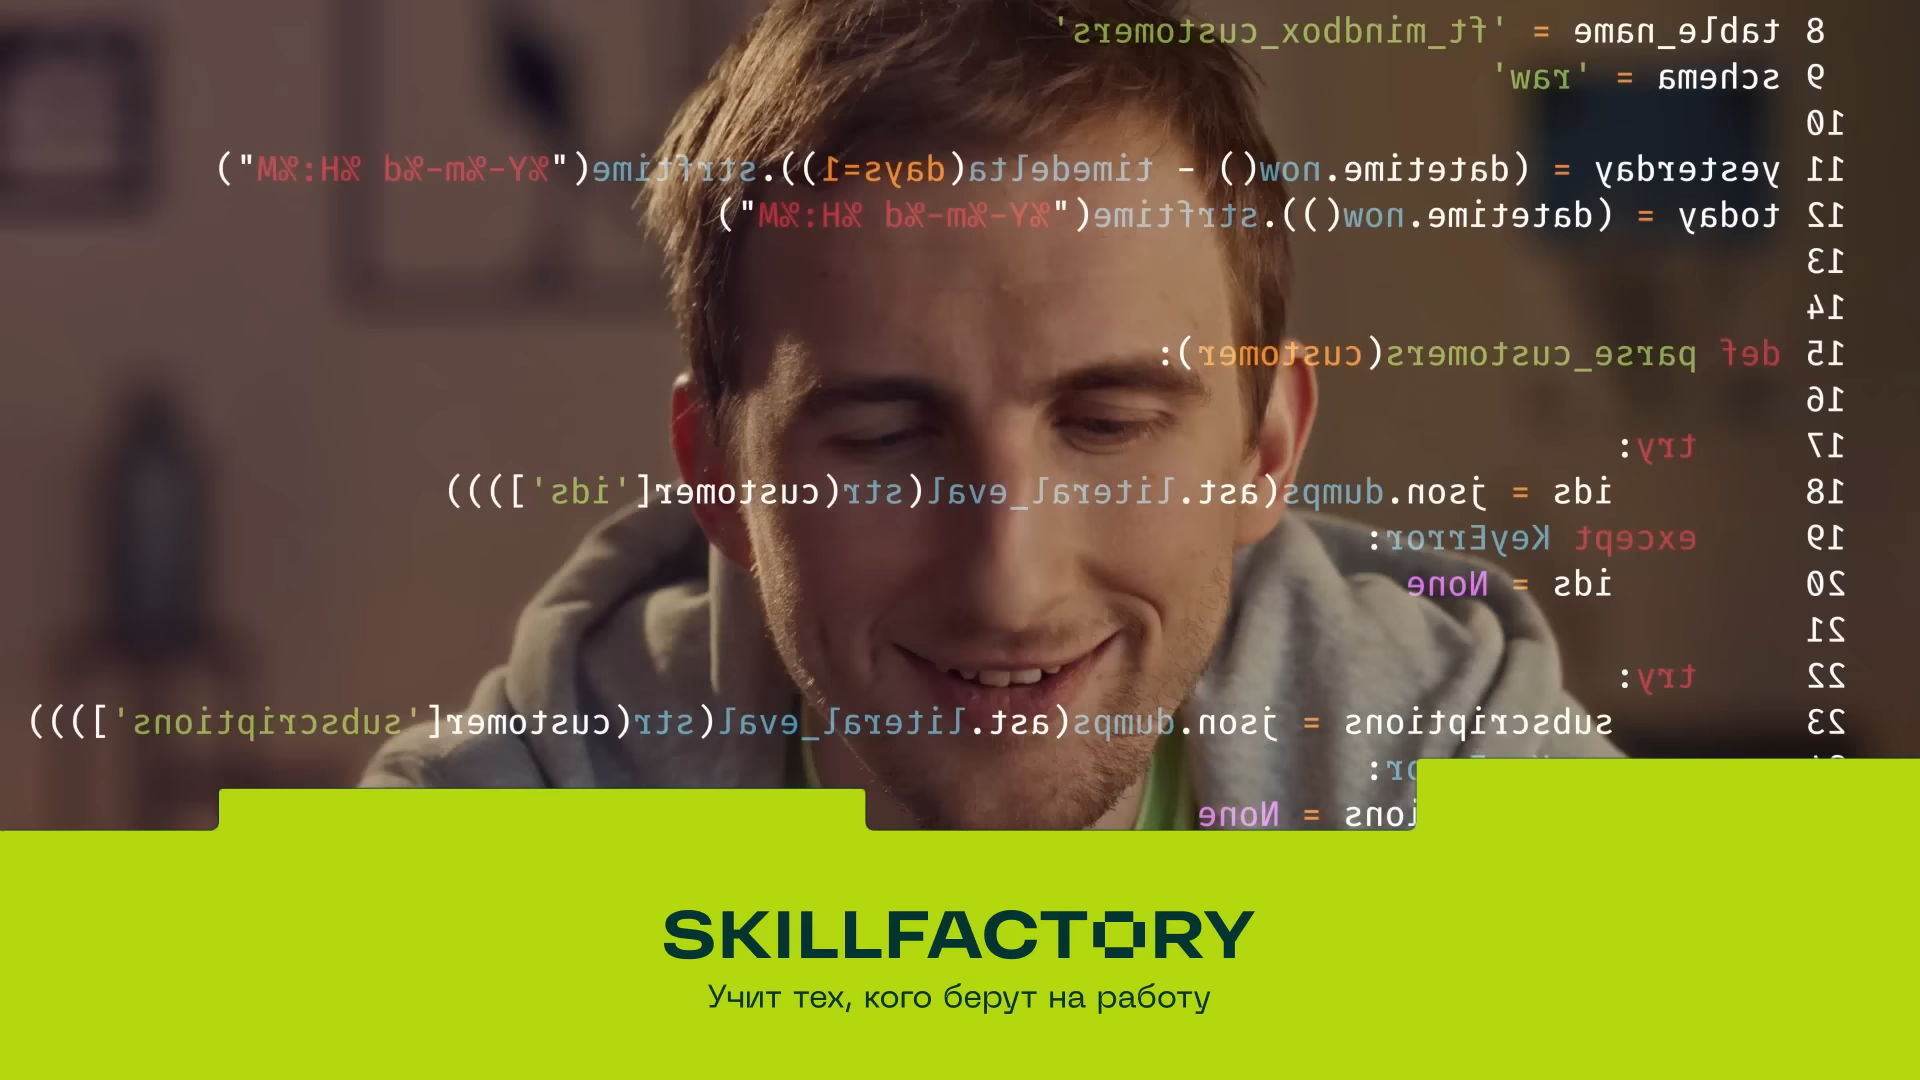 8 table_name = 'ft_mindbox_customers'
9 schema = 'raw'
10
11 yesterday = (datetime.now() - timedelta(days=1)).strftime("%Y-%m-%d %H:%M")
12 today = (datetime.now()).strftime("%Y-%m-%d %H:%M")
13
14
15 def parse_customers(customer):
16
17 try:
18 ids = json.dumps(ast.literal_eval(str(customer['ids'])))
19 except KeyError:
20 ids = None
21
22 try:
23 subscriptions = json.dumps(ast.literal_eval(str(customer['subscriptions'])))
ions = None
SKILLFACTORY
Учит тех, кого берут на работу